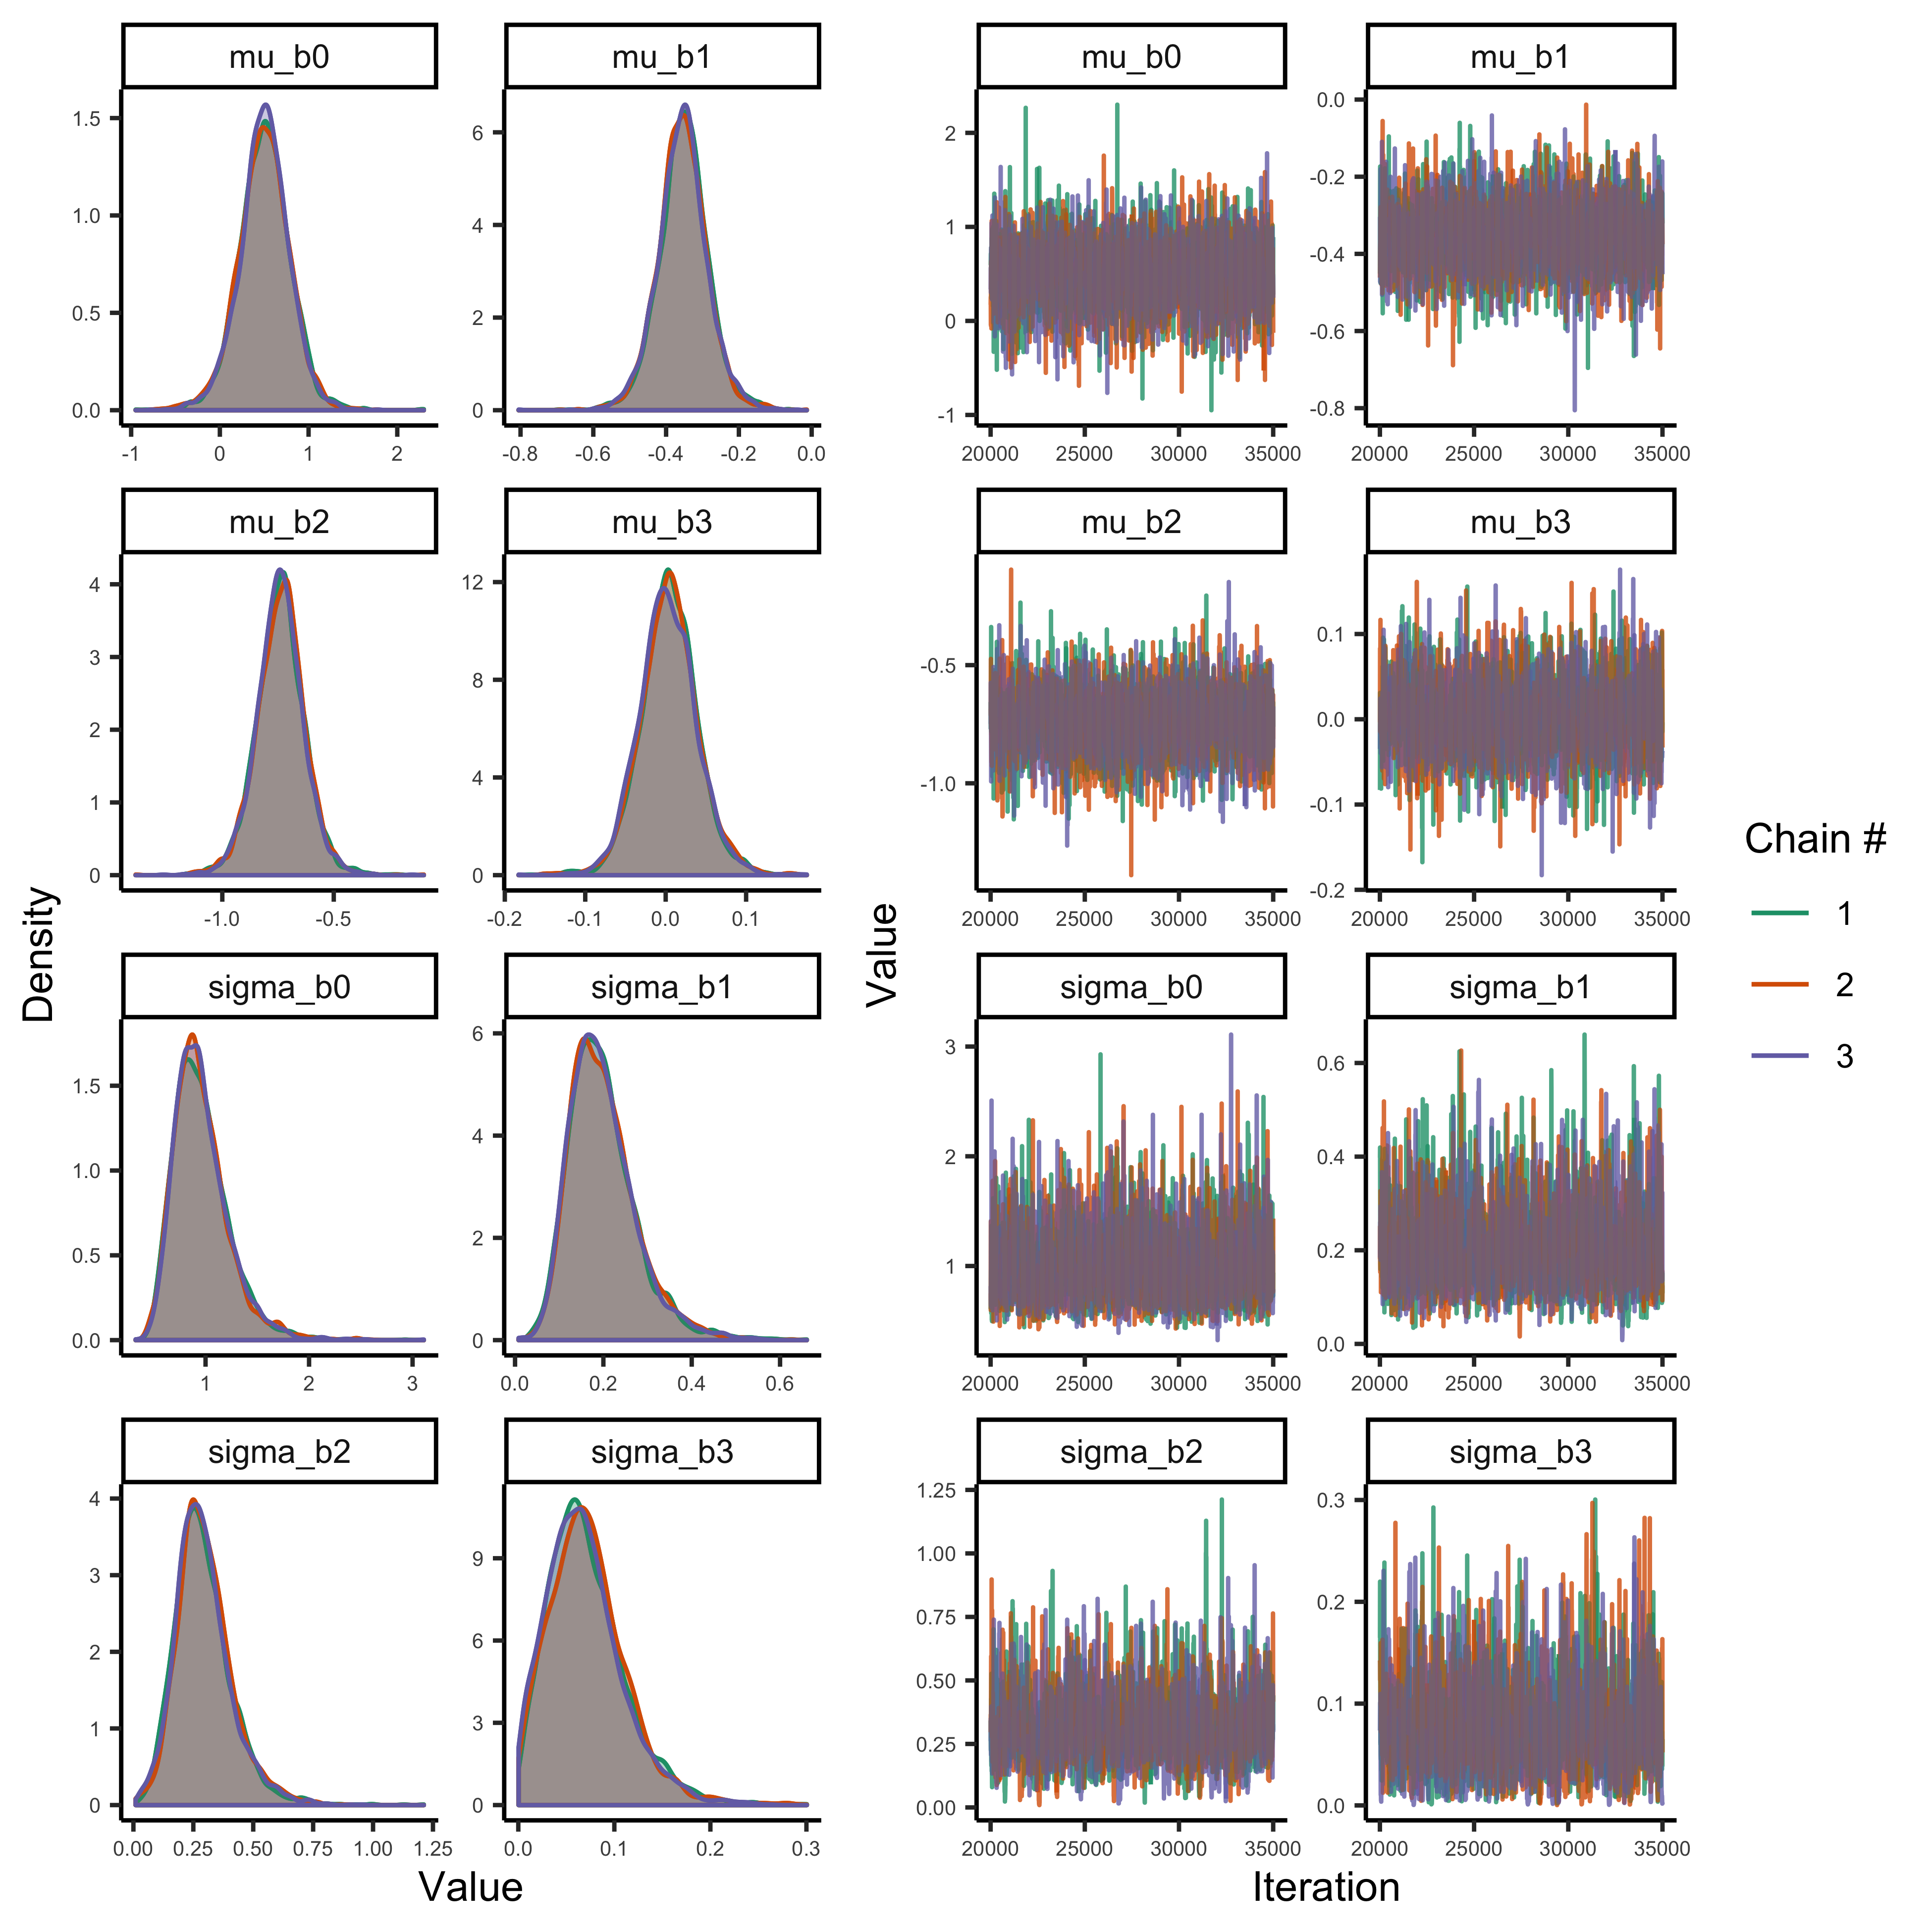 mu_b0 mu_b1 mu_b0 mu_b1
1.5
1.0
0.5
0.0
-1 0 1 2
6
4
2
0
-0.8 -0.6 -0.4 -0.2 0.0
2
1
0
-1
20000 25000 30000 35000
0.0
-0.2
-0.4
-0.6
-0.8
20000 25000 30000 35000
mu_b2 mu_b3 mu_b2 mu_b3
4
3
2
1
0
-1.0 -0.5
12
8
4
0
-0.2 -0.1 0.0 0.1
-0.5
-1.0
20000 25000 30000 35000
0.1
0.0
-0.1
-0.2
20000 25000 30000 35000
sigma_b0 sigma_b1 sigma_b0 sigma_b1
1.5
1.0
0.5
0.0
1 2 3
6
4
2
0
0.0 0.2 0.4 0.6
3
2
1
20000 25000 30000 35000
0.6
0.4
0.2
0.0
20000 25000 30000 35000
sigma_b2 sigma_b3 sigma_b2 sigma_b3
4
3
2
1
0
0.00 0.25 0.50 0.75 1.00 1.25
9
6
3
0
0.0 0.1 0.2 0.3
1.25
1.00
0.75
0.50
0.25
0.00
20000 25000 30000 35000
0.3
0.2
0.1
0.0
20000 25000 30000 35000
Density
Value
Value
Iteration
Chain #
1
2
3